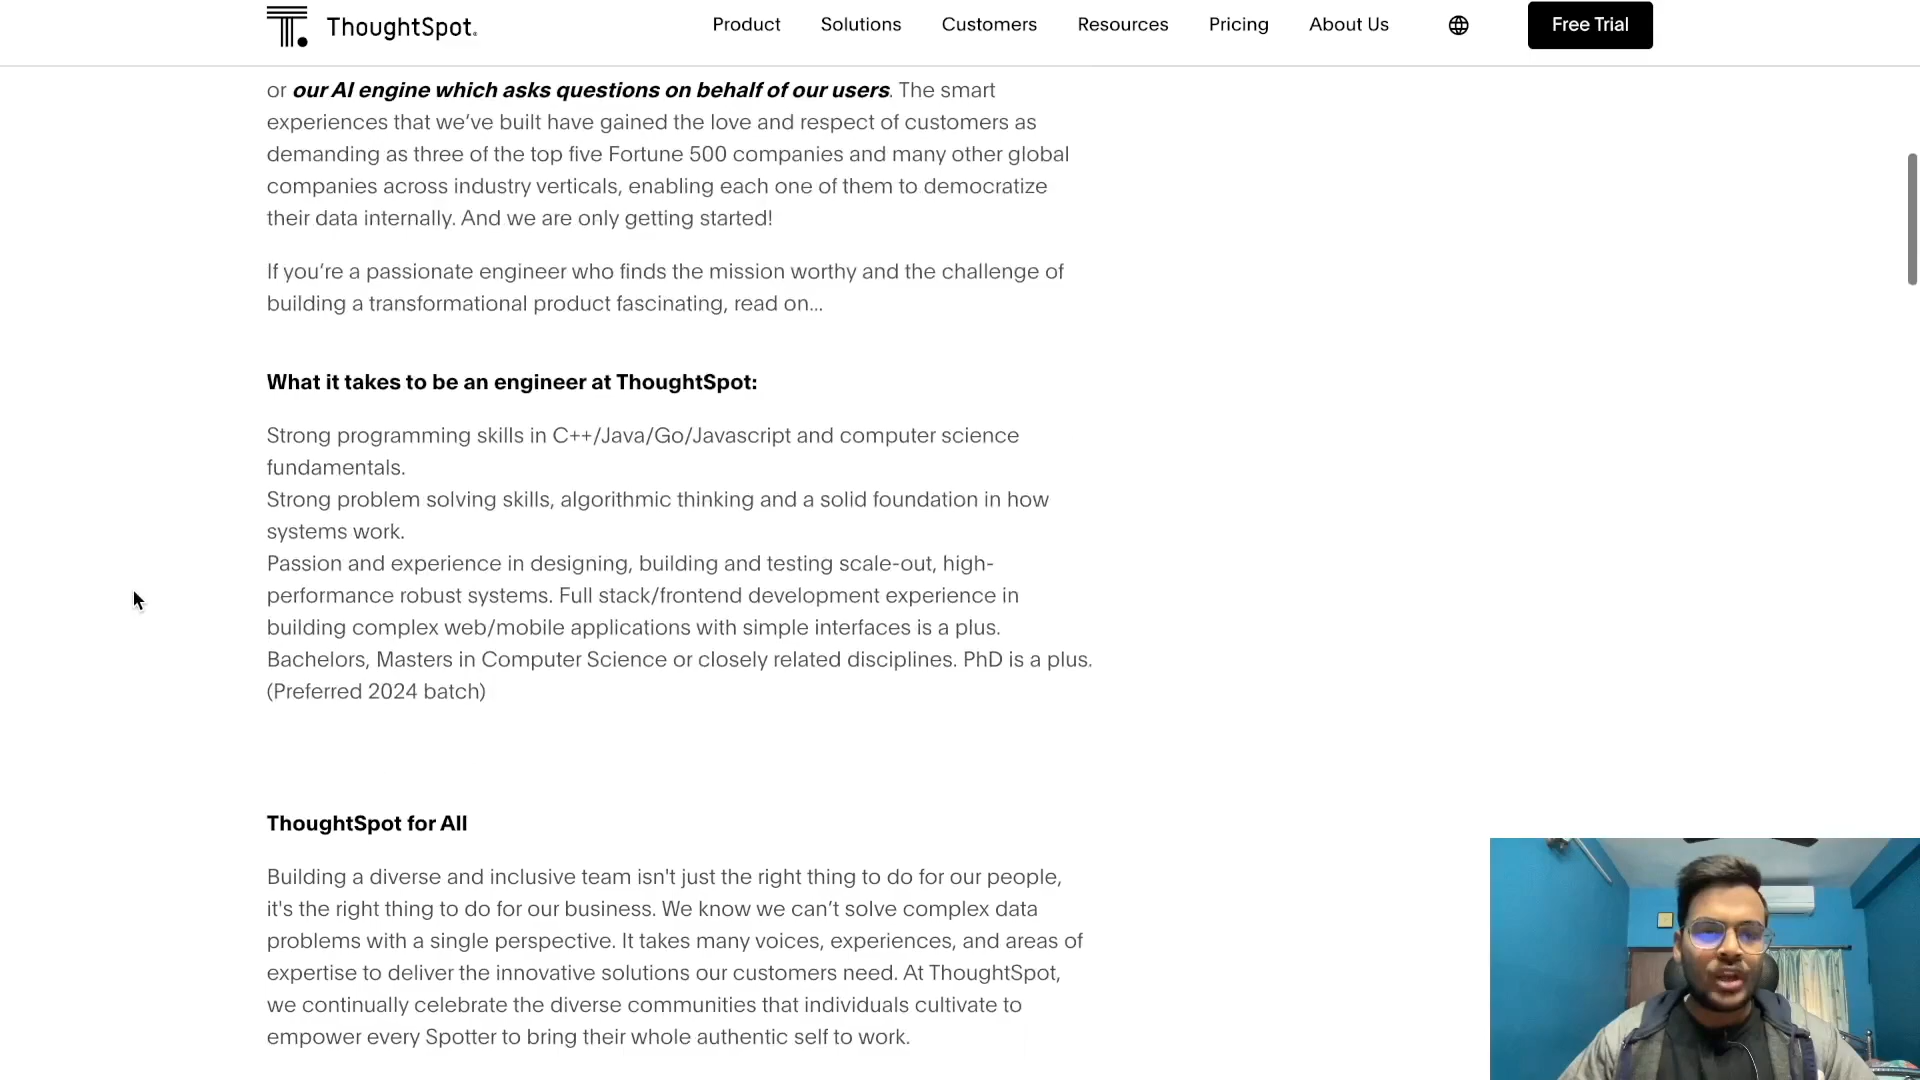 ThoughtSpot.
Product Solutions Customers Resources Pricing About Us Free Trial
or our AI engine which asks questions on behalf of our users. The smart
experiences that we’ve built have gained the love and respect of customers as
demanding as three of the top five Fortune 500 companies and many other global
companies across industry verticals, enabling each one of them to democratize
their data internally. And we are only getting started!
If you’re a passionate engineer who finds the mission worthy and the challenge of
building a transformational product fascinating, read on...
What it takes to be an engineer at ThoughtSpot:
Strong programming skills in C++/Java/Go/Javascript and computer science
fundamentals.
Strong problem solving skills, algorithmic thinking and a solid foundation in how
systems work.
Passion and experience in designing, building and testing scale-out, high-
performance robust systems. Full stack/frontend development experience in
building complex web/mobile applications with simple interfaces is a plus.
Bachelors, Masters in Computer Science or closely related disciplines. PhD is a plus.
(Preferred 2024 batch)
ThoughtSpot for All
Building a diverse and inclusive team isn't just the right thing to do for our people,
it's the right thing to do for our business. We know we can’t solve complex data
problems with a single perspective. It takes many voices, experiences, and areas of
expertise to deliver the innovative solutions our customers need. At ThoughtSpot,
we continually celebrate the diverse communities that individuals cultivate to
empower every Spotter to bring their whole authentic self to work.